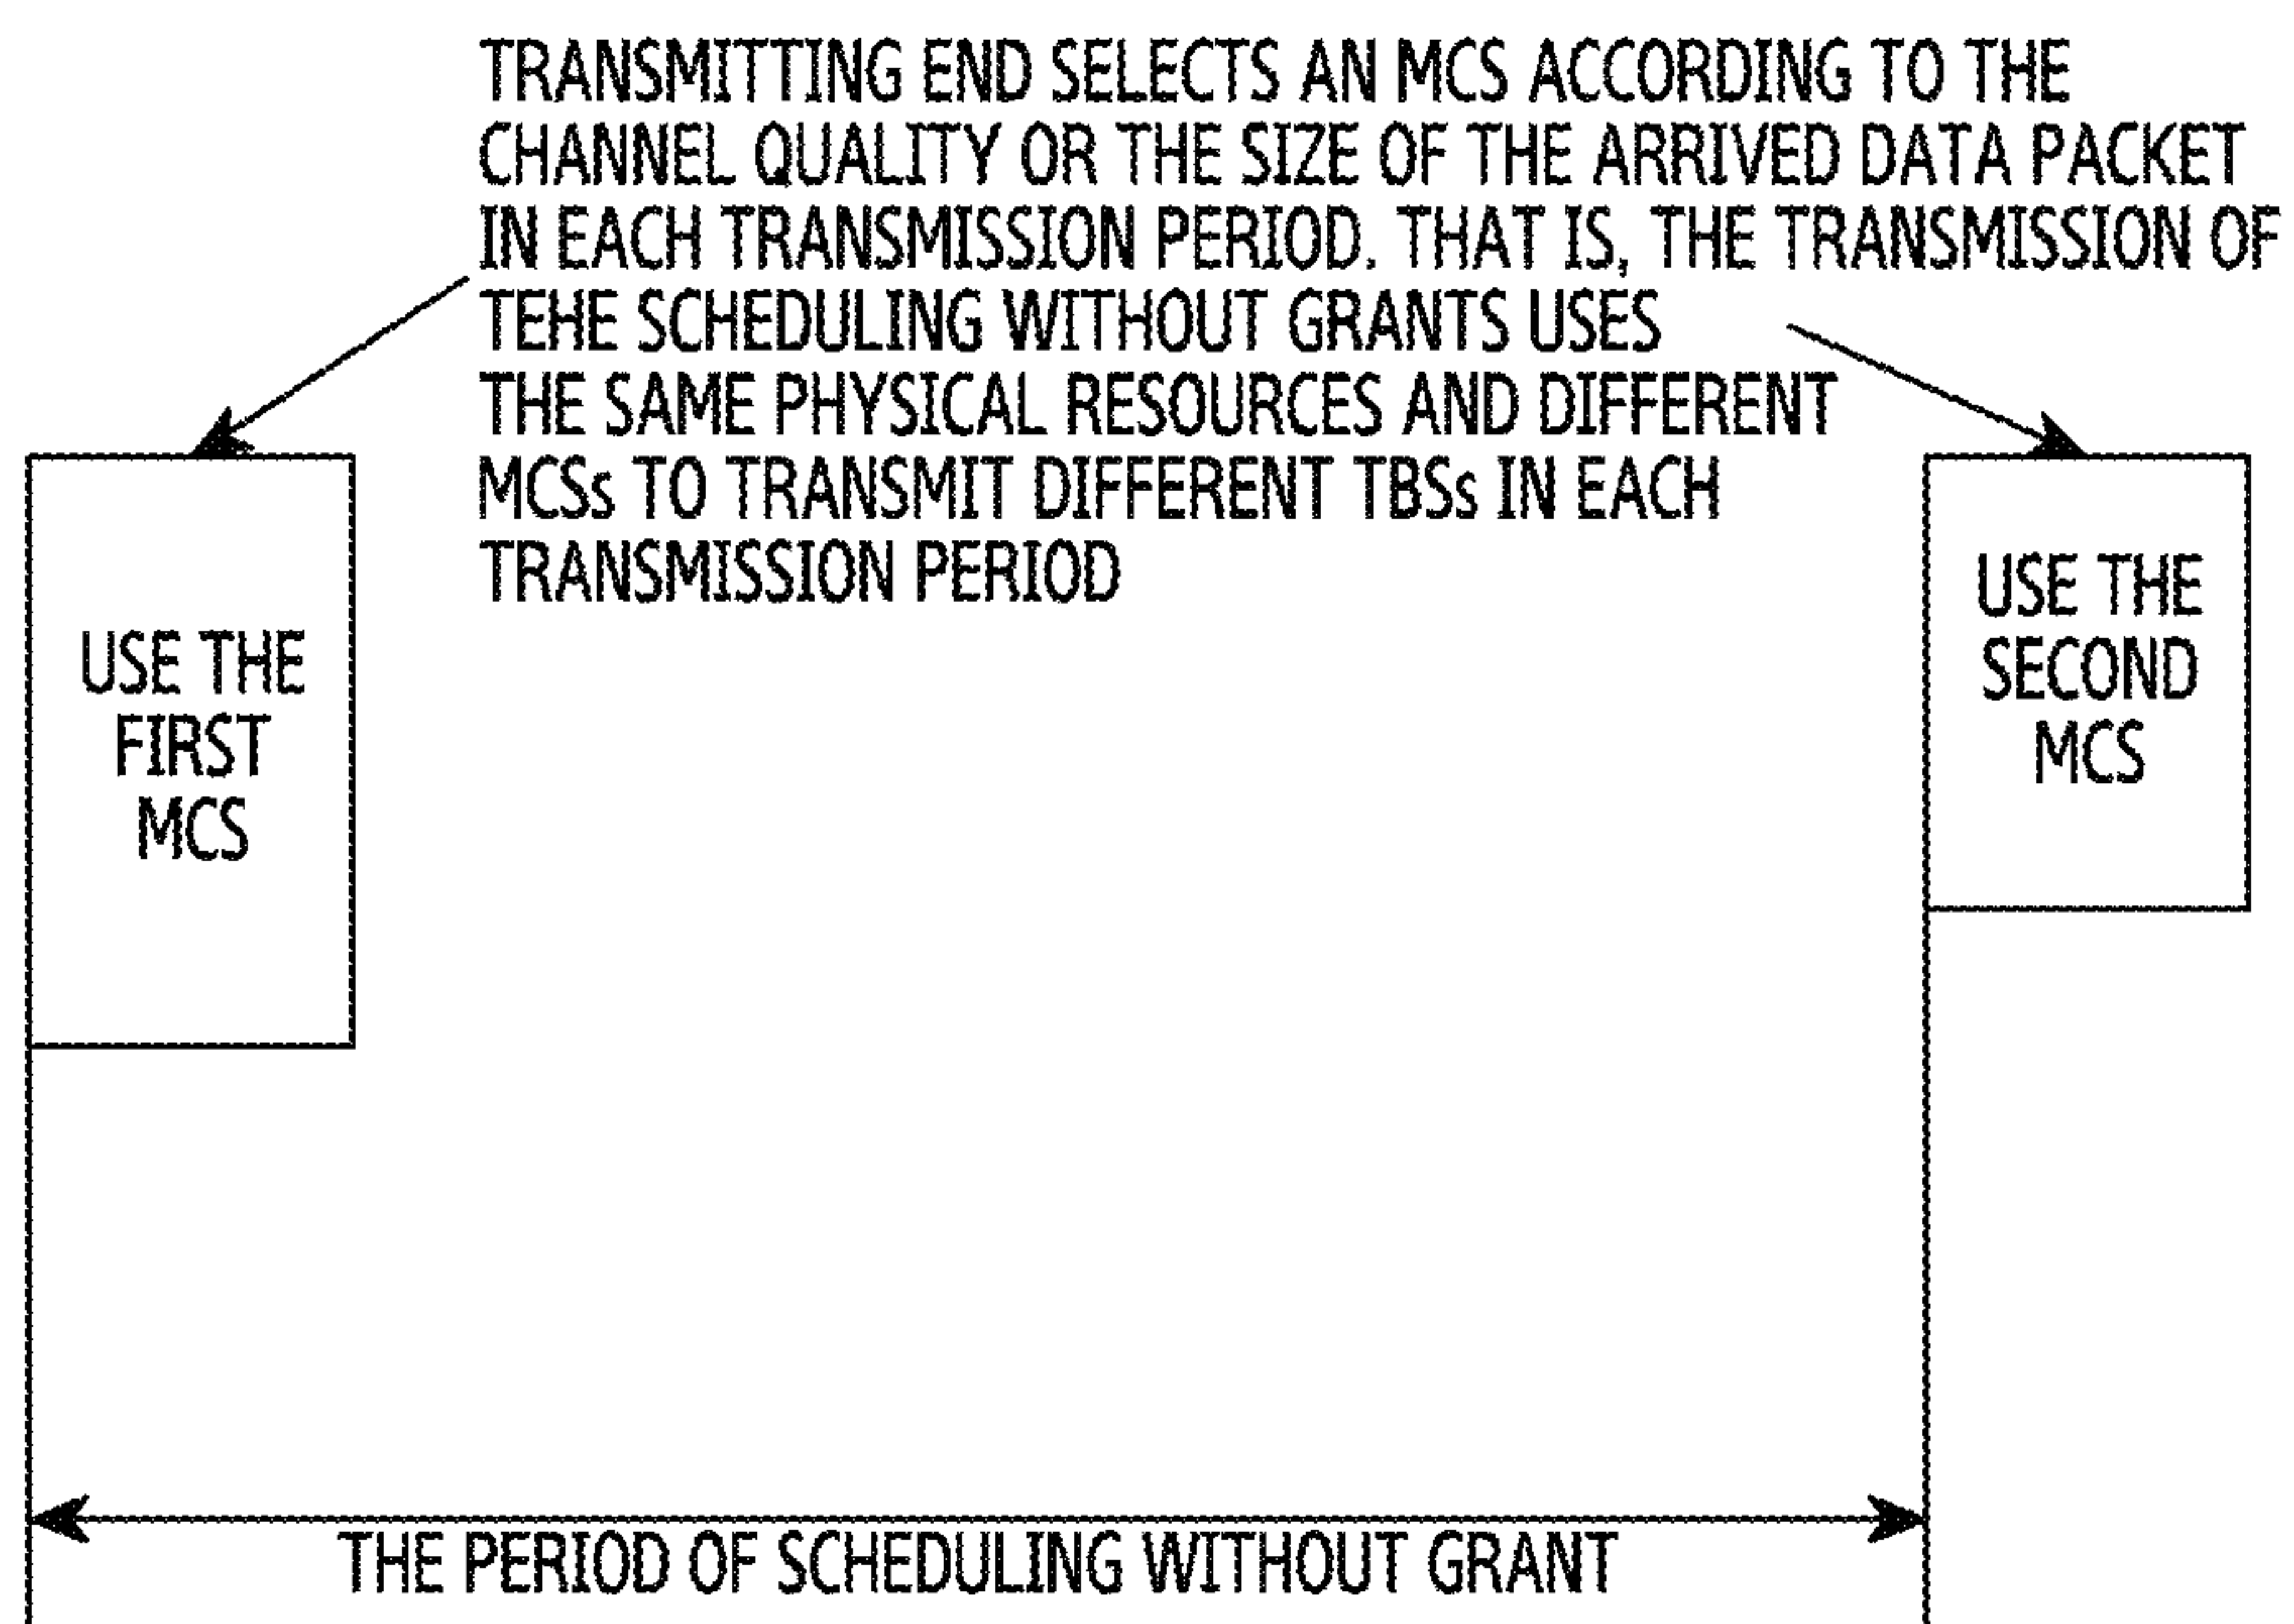 TRANSMITTING END SELECTS AN MCS ACCORDING TO THE
CHANNEL QUALITY OR THE SIZE OF THE ARRIVED DATA PACKET
IN EACH TRANSMISSION PERIOD. THAT IS, THE TRANSMISSION OF
TEHE SCHEDULING WITHOUT GRANTS USES
THE SAME PHYSICAL RESOURCES AND DIFFERENT
MCSs TO TRANSMIT DIFFERENT TBSs IN EACH
TRANSMISSION PERIOD
USE THE
FIRST
MCS
USE THE
SECOND
MCS
THE PERIOD OF SCHEDULING WITHOUT GRANT